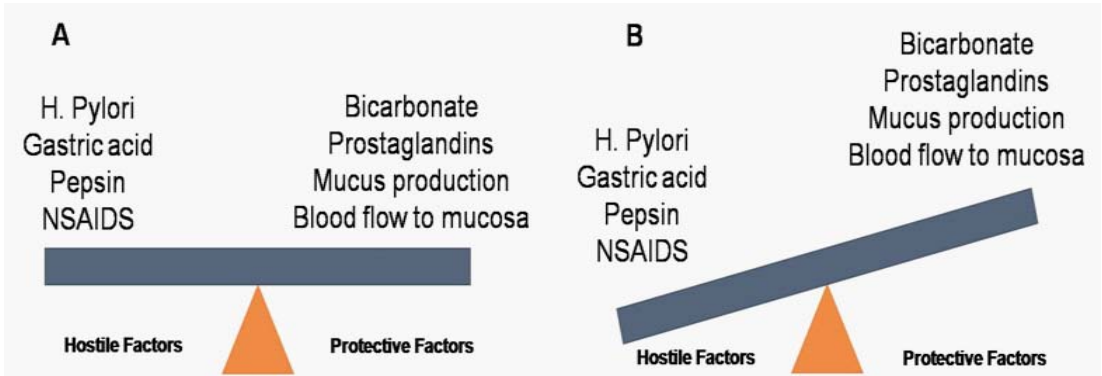 A
H. Pylori
Gastric acid
Pepsin
NSAIDS
Bicarbonate
Prostaglandins
Mucus production
Blood flow to mucosa
Hostile Factors
Protective Factors
B
H. Pylori
Gastric acid
Pepsin
NSAIDS
Bicarbonate
Prostaglandins
Mucus production
Blood flow to mucosa
Hostile Factors
Protective Factors